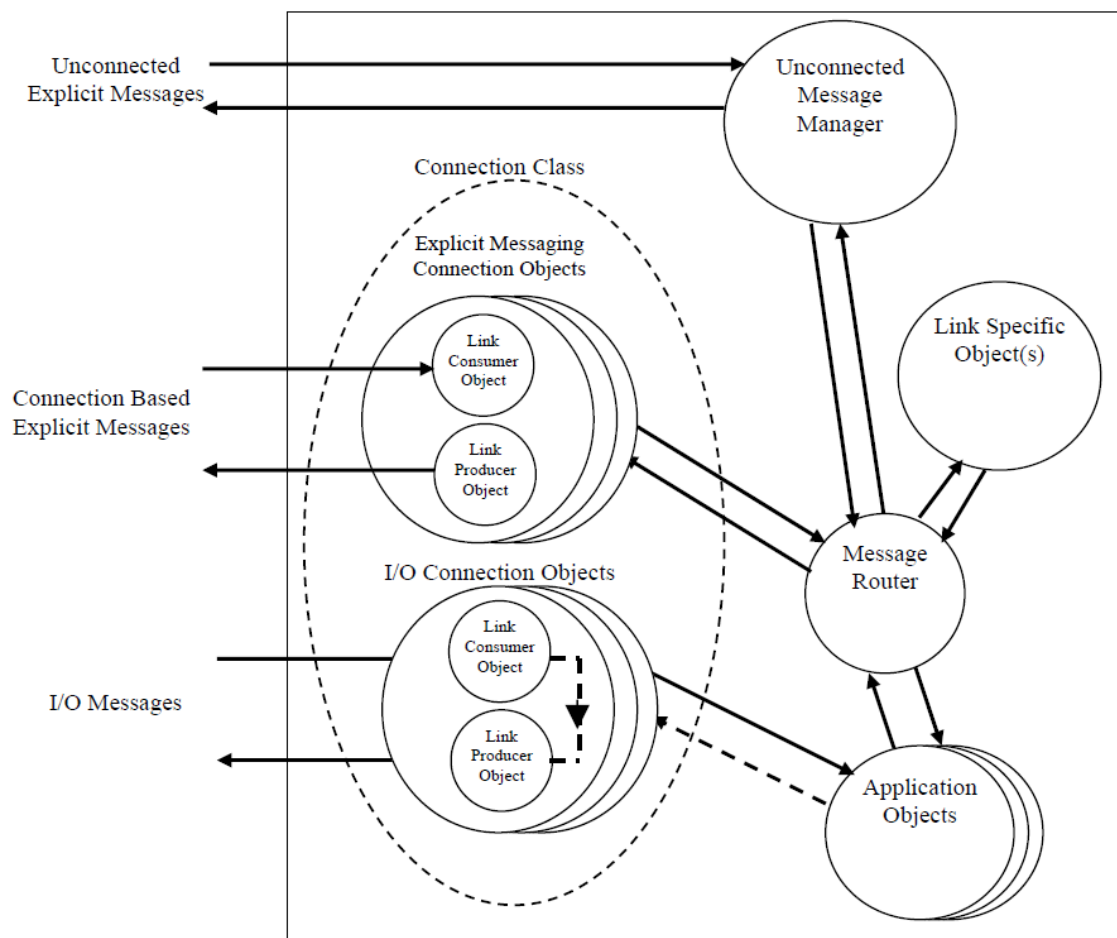 Unconnected
Explicit Messages
Unconnected
Message
Manager
Connection Class
Explicit Messaging
Connection Objects
Link
Consumer
Object
Link
Producer
Object
Connection Based
Explicit Messages
Link Specific
Object(s)
Message
Router
I/O Connection Objects
Link
Consumer
Object
Link
Producer
Object
I/O Messages
Application
Objects